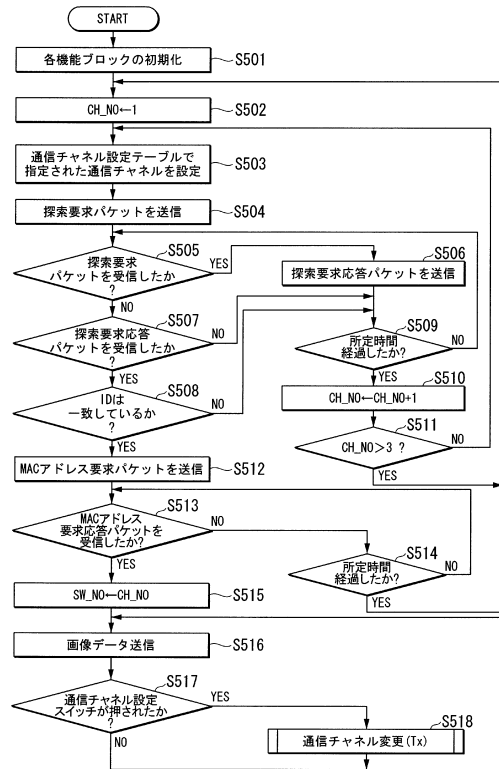 START
各機能ブロックの初期化
S501
CH_NO←1
S502
通信チャネル設定テーブルで
指定された通信チャネルを設定
S503
探索要求パケットを送信
S504
探索要求
パケットを受信したか
?
S505
YES
NO
探索要求応答パケットを送信
S506
探索要求応答
パケットを受信したか
?
S507
NO
YES
所定時間
経過したか?
S509
NO
YES
IDは
一致しているか
?
S508
NO
YES
CH_NO←CH_NO+1
S510
CH_NO>3 ?
S511
NO
YES
MACアドレス要求パケットを送信
S512
MACアドレス
要求応答パケットを
受信したか?
S513
NO
YES
所定時間
経過したか?
S514
NO
YES
SW_NO←CH_NO
S515
画像データ送信
S516
通信チャネル設定
スイッチが押されたか
?
S517
YES
NO
通信チャネル変更(Tx)
S518